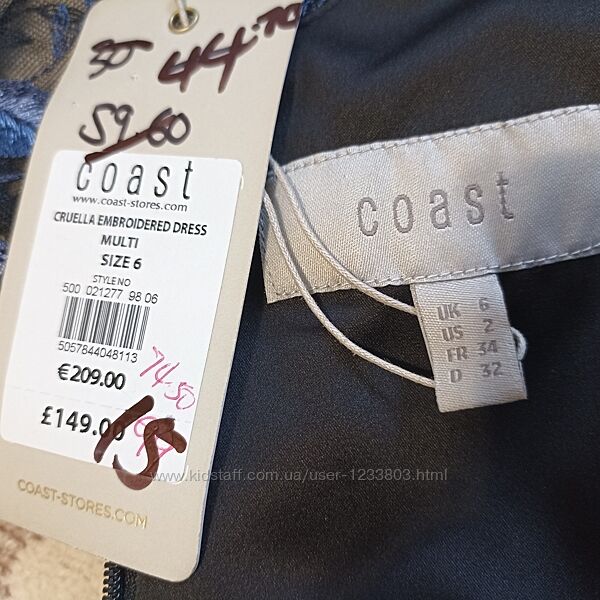 35
44.70
59.60
coast
www.coast-stores.com
CRUELLA EMBROIDERED DRESS
MULTI
SIZE 6
STYLE NO
500 021277 98 06
5057844048113
€209.00
74.50
£149.00
15
COAST-STORES.COM
coast
UK 6
US 2
FR 34
D 32
www.kidstaff.com.ua/user-1233803.html